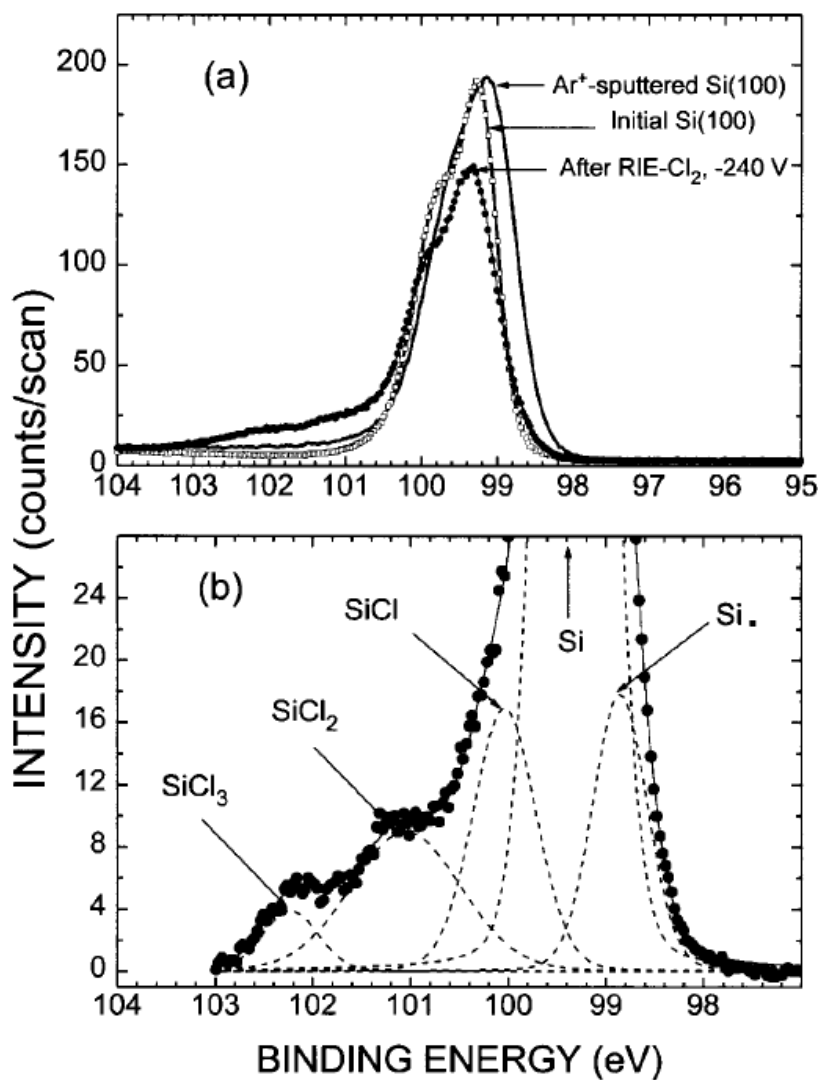 INTENSITY (counts/scan)
(a)
200
150
100
50
0
Ar⁺-sputtered Si(100)
Initial Si(100)
After RIE-Cl₂, -240 V
104 103 102 101 100 99 98 97 96 95
(b)
24
20
16
12
8
4
0
SiCl₃
SiCl₂
SiCl
Si
Si.
104 103 102 101 100 99 98
BINDING ENERGY (eV)